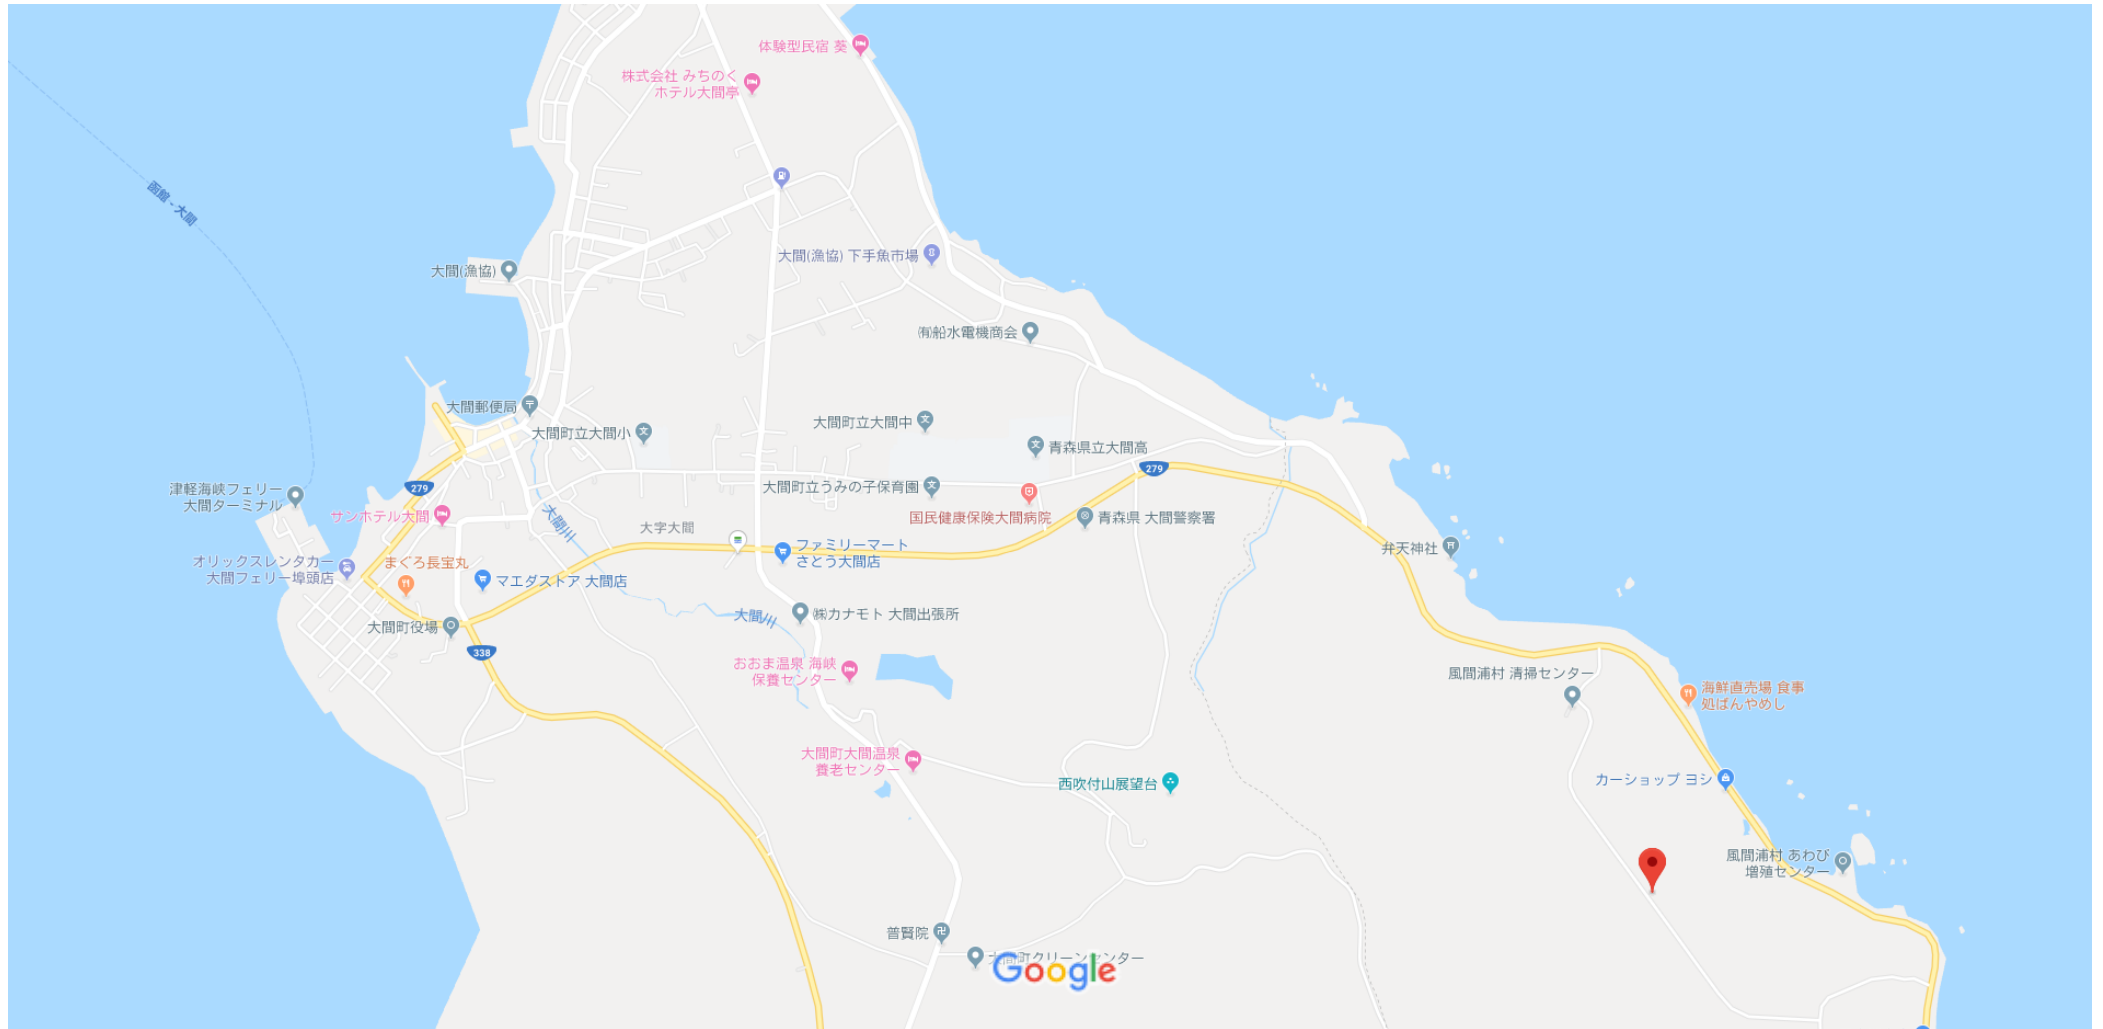 体験型民宿 葵
株式会社 みちのく
ホテル大間亭
函館 - 大間
大間(漁協) 下手魚市場
大間(漁協)
㈲船水電機商会
大間郵便局
大間町立大間中
大間町立大間小
青森県立大間高
279
279
津軽海峡フェリー
大間ターミナル
大間町立うみの子保育園
サンホテル大間
国民健康保険大間病院
青森県 大間警察署
大間川
大字大間
ファミリーマート
さとう大間店
弁天神社
オリックスレンタカー
大間フェリー埠頭店
まぐろ長宝丸
マエダストア 大間店
大間川
㈱カナモト 大間出張所
大間町役場
338
おおま温泉 海峡
保養センター
風間浦村 清掃センター
海鮮直売場 食事
処ばんやめし
大間町大間温泉
養老センター
西吹付山展望台
カーショップ ヨシ
風間浦村 あわび
増殖センター
普賢院
大間町クリーンセンター
Google